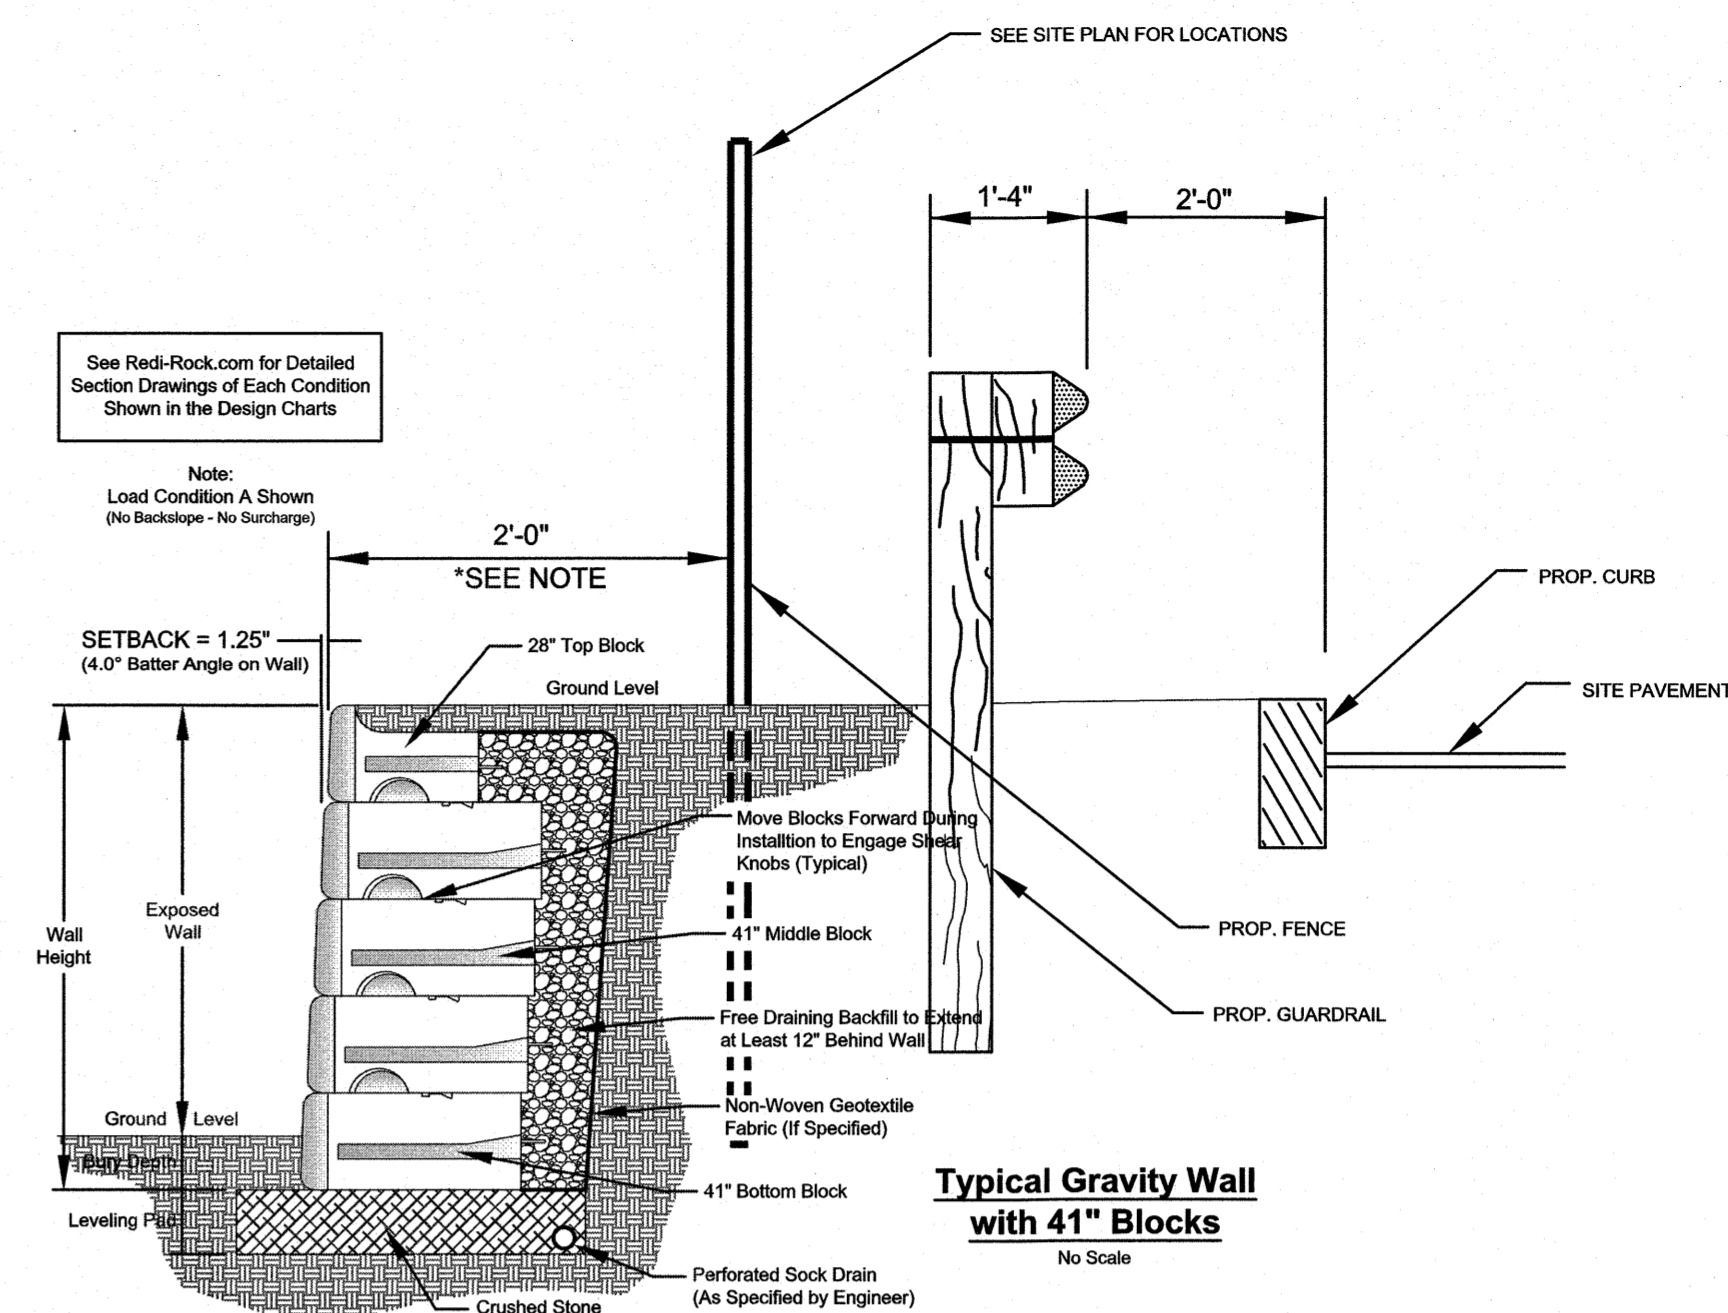 SEE SITE PLAN FOR LOCATIONS
1'-4"
2'-0"
See Redi-Rock.com for Detailed
Section Drawings of Each Condition
Shown in the Design Charts
Note:
Load Condition A Shown
(No Backslope - No Surcharge)
2'-0"
*SEE NOTE
PROP. CURB
SETBACK = 1.25"
(4.0° Batter Angle on Wall)
28" Top Block
Ground Level
SITE PAVEMENT
Move Blocks Forward During
Installtion to Engage Shear
Knobs (Typical)
Exposed
Wall
Wall
Height
41" Middle Block
PROP. FENCE
Free Draining Backfill to Extend
at Least 12" Behind Wall
PROP. GUARDRAIL
Ground Level
Non-Woven Geotextile
Fabric (If Specified)
Bury Depth
41" Bottom Block
Leveling Pad
Typical Gravity Wall
with 41" Blocks
No Scale
Perforated Sock Drain
(As Specified by Engineer)
Crushed Stone